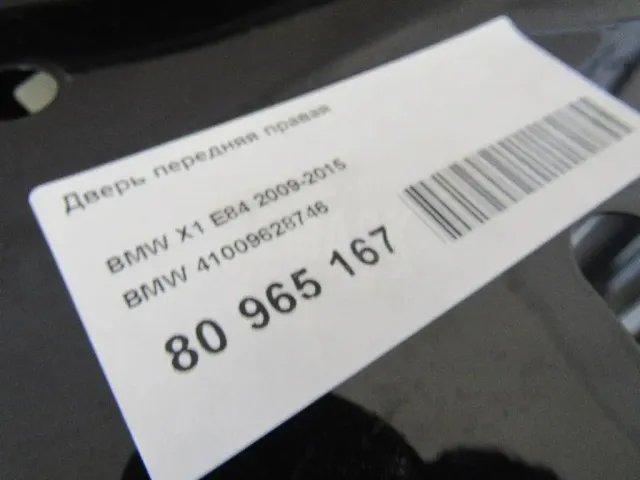 Дверь передняя правая
BMW X1 E84 2009-2015
BMW 41009628746
80 965 167